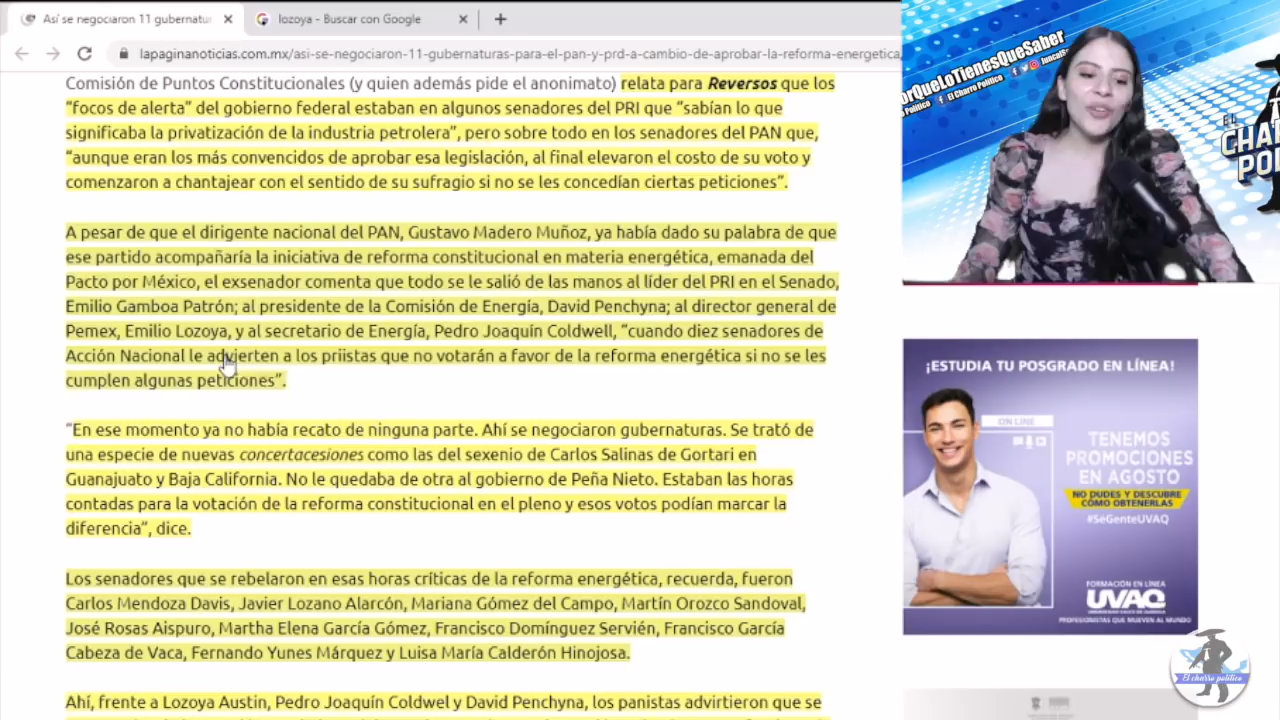 Así se negociaron 11 gubernatur
lozoya - Buscar con Google
lapaginanoticias.com.mx/asi-se-negociaron-11-gubernaturas-para-el-pan-y-prd-a-cambio-de-aprobar-la-reforma-energetica,
Comisión de Puntos Constitucionales (y quien además pide el anonimato) relata para Reversos que los
"focos de alerta" del gobierno federal estaban en algunos senadores del PRI que "sabían lo que
significaba la privatización de la industria petrolera", pero sobre todo en los senadores del PAN que,
"aunque eran los más convencidos de aprobar esa legislación, al final elevaron el costo de su voto y
comenzaron a chantajear con el sentido de su sufragio si no se les concedían ciertas peticiones".
A pesar de que el dirigente nacional del PAN, Gustavo Madero Muñoz, ya había dado su palabra de que
ese partido acompañaría la iniciativa de reforma constitucional en materia energética, emanada del
Pacto por México, el exsenador comenta que todo se le salió de las manos al líder del PRI en el Senado,
Emilio Gamboa Patrón; al presidente de la Comisión de Energía, David Penchyna; al director general de
Pemex, Emilio Lozoya, y al secretario de Energía, Pedro Joaquín Coldwell, "cuando diez senadores de
Acción Nacional le advierten a los priistas que no votarán a favor de la reforma energética si no se les
cumplen algunas peticiones".
"En ese momento ya no había recato de ninguna parte. Ahí se negociaron gubernaturas. Se trató de
una especie de nuevas concertacesiones como las del sexenio de Carlos Salinas de Gortari en
Guanajuato y Baja California. No le quedaba de otra al gobierno de Peña Nieto. Estaban las horas
contadas para la votación de la reforma constitucional en el pleno y esos votos podían marcar la
diferencia", dice.
Los senadores que se rebelaron en esas horas críticas de la reforma energética, recuerda, fueron
Carlos Mendoza Davis, Javier Lozano Alarcón, Mariana Gómez del Campo, Martín Orozco Sandoval,
José Rosas Aispuro, Martha Elena García Gómez, Francisco Domínguez Servién, Francisco García
Cabeza de Vaca, Fernando Yunes Márquez y Luisa María Calderón Hinojosa.
Ahí, frente a Lozoya Austin, Pedro Joaquín Coldwel y David Penchyna, los panistas advirtieron que se
orQueLoTienesQueSaber
Político
El Charro Político
EL
CHA
POL
¡ESTUDIA TU POSGRADO EN LÍNEA!
ON LINE
TENEMOS
PROMOCIONES
EN AGOSTO
NO DUDES Y DESCUBRE
CÓMO OBTENERLAS
#SéGenteUVAQ
FORMACIÓN EN LÍNEA
UVAQ
PROFESIONISTAS QUE MUEVEN AL MUNDO
El charro político